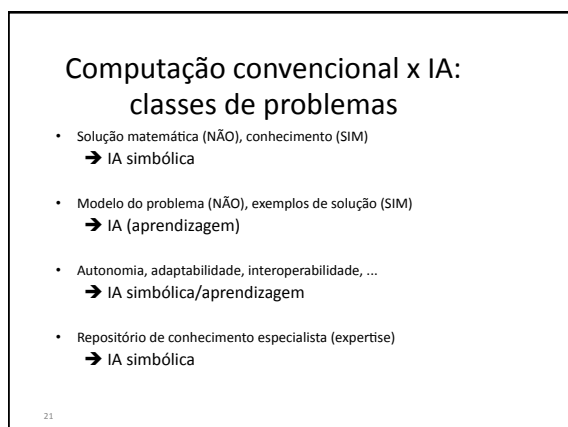 Computação convencional x IA:
classes de problemas
• Solução matemática (NÃO), conhecimento (SIM)
➔ IA simbólica
• Modelo do problema (NÃO), exemplos de solução (SIM)
➔ IA (aprendizagem)
• Autonomia, adaptabilidade, interoperabilidade, ...
➔ IA simbólica/aprendizagem
• Repositório de conhecimento especialista (expertise)
➔ IA simbólica
21